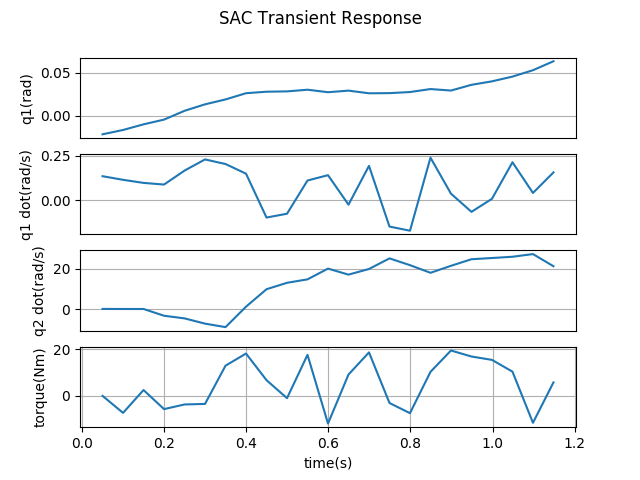 SAC Transient Response
q1(rad)
0.05
0.00
q1 dot(rad/s)
0.25
0.00
q2 dot(rad/s)
20
0
torque(Nm)
20
0
0.0 0.2 0.4 0.6 0.8 1.0 1.2
time(s)